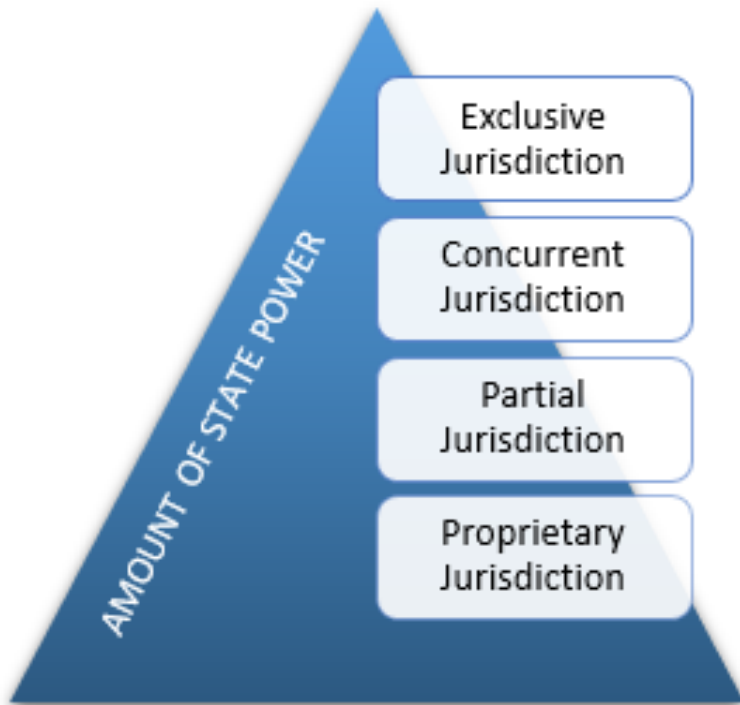 Exclusive
Jurisdiction
Concurrent
Jurisdiction
Partial
Jurisdiction
Proprietary
Jurisdiction
AMOUNT OF STATE POWER